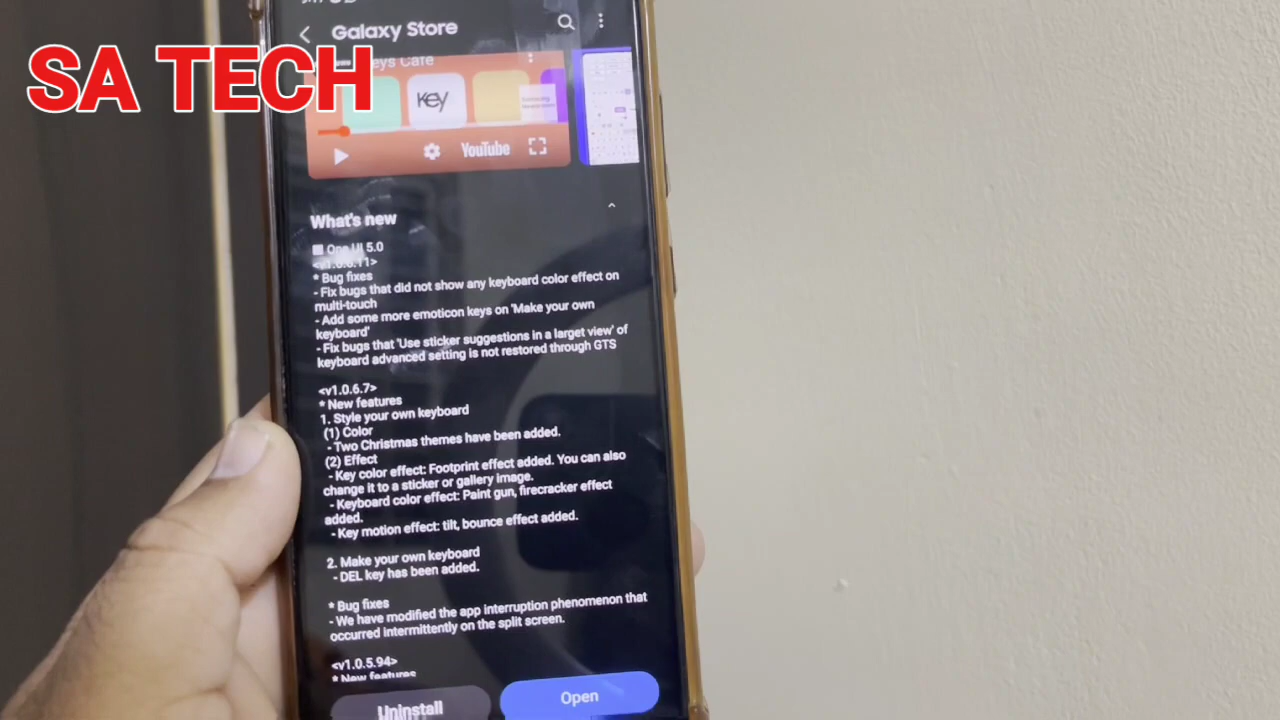 Galaxy Store
SA TECH
eys Cafe
Key
YouTube
What's new
One UI 5.0
* Bug fixes
- Fix bugs that did not show any keyboard color effect on
multi-touch
- Add some more emoticon keys on 'Make your own
keyboard'
- Fix bugs that 'Use sticker suggestions in a larget view' of
keyboard advanced setting is not restored through GTS
<v1.0.6.7>
* New features
1. Style your own keyboard
(1) Color
- Two Christmas themes have been added.
(2) Effect
- Key color effect: Footprint effect added. You can also
change it to a sticker or gallery image.
- Keyboard color effect: Paint gun, firecracker effect
added.
- Key motion effect: tilt, bounce effect added.
2. Make your own keyboard
- DEL key has been added.
* Bug fixes
- We have modified the app interruption phenomenon that
occurred intermittently on the split screen.
<v1.0.5.94>
* New features
Uninstall
Open